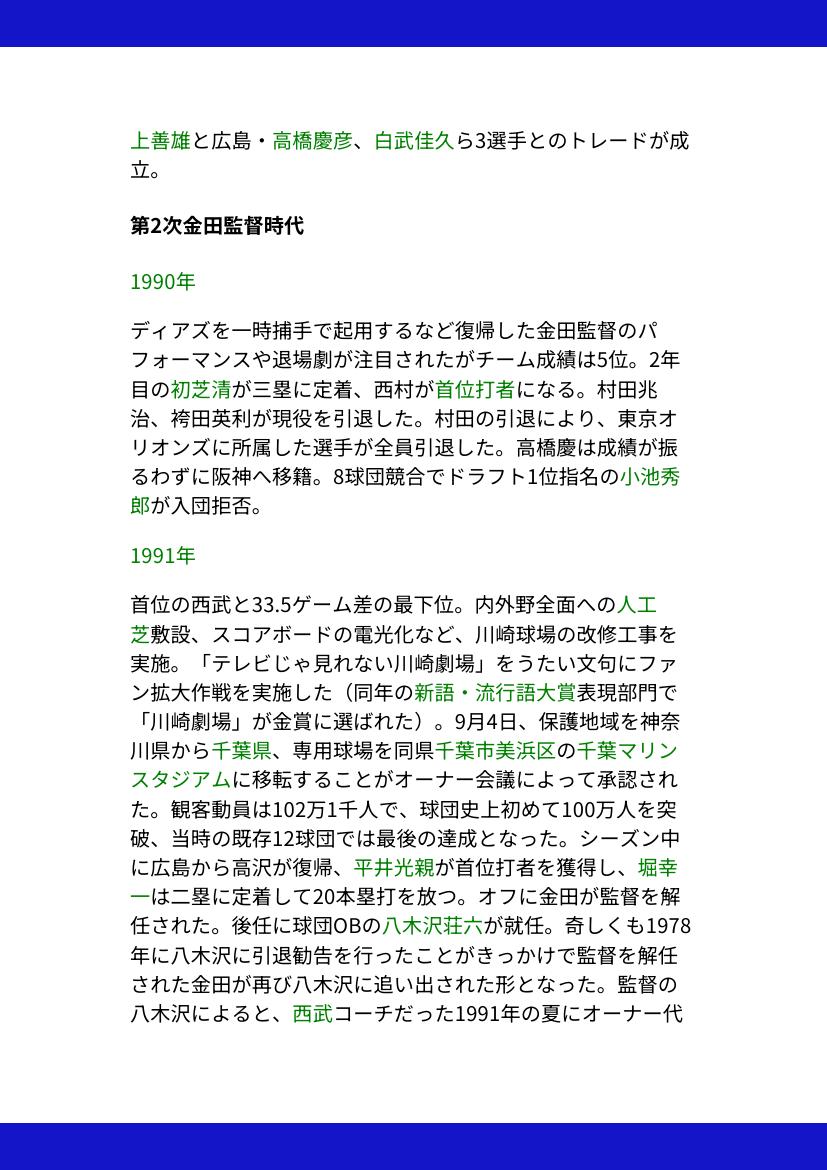 上善雄と広島・高橋慶彦、白武佳久ら3選手とのトレードが成
立。
第2次金田監督時代
1990年
ディアズを一時捕手で起用するなど復帰した金田監督のパ
フォーマンスや退場劇が注目されたがチーム成績は5位。2年
目の初芝清が三塁に定着、西村が首位打者になる。村田兆
治、袴田英利が現役を引退した。村田の引退により、東京オ
リオンズに所属した選手が全員引退した。高橋慶は成績が振
るわずに阪神へ移籍。8球団競合でドラフト1位指名の小池秀
郎が入団拒否。
1991年
首位の西武と33.5ゲーム差の最下位。内外野全面への人工
芝敷設、スコアボードの電光化など、川崎球場の改修工事を
実施。「テレビじゃ見れない川崎劇場」をうたい文句にファ
ン拡大作戦を実施した（同年の新語・流行語大賞表現部門で
「川崎劇場」が金賞に選ばれた）。9月4日、保護地域を神奈
川県から千葉県、専用球場を同県千葉市美浜区の千葉マリン
スタジアムに移転することがオーナー会議によって承認され
た。観客動員は102万1千人で、球団史上初めて100万人を突
破、当時の既存12球団では最後の達成となった。シーズン中
に広島から高沢が復帰、平井光親が首位打者を獲得し、堀幸
一は二塁に定着して20本塁打を放つ。オフに金田が監督を解
任された。後任に球団OBの八木沢荘六が就任。奇しくも1978
年に八木沢に引退勧告を行ったことがきっかけで監督を解任
された金田が再び八木沢に追い出された形となった。監督の
八木沢によると、西武コーチだった1991年の夏にオーナー代